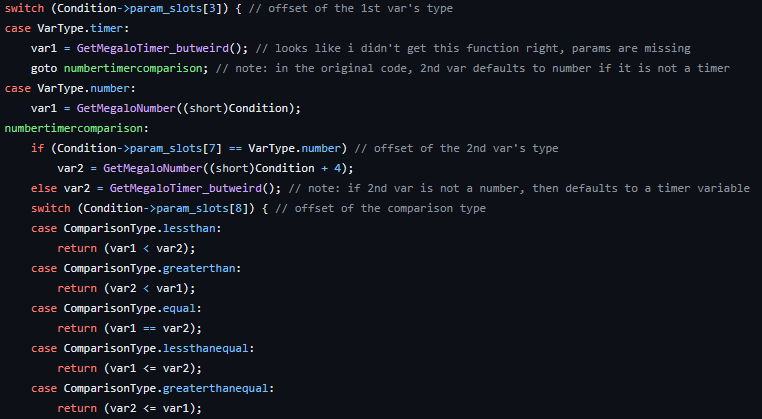 switch (Condition->param_slots[3]) { // offset of the 1st var's type
case VarType.timer:
    var1 = GetMegaloTimer_butweird(); // looks like i didn't get this function right, params are missing
    goto numbertimercomparison; // note: in the original code, 2nd var defaults to number if it is not a timer
case VarType.number:
    var1 = GetMegaloNumber((short)Condition);
numbertimercomparison:
    if (Condition->param_slots[7] == VarType.number) // offset of the 2nd var's type
        var2 = GetMegaloNumber((short)Condition + 4);
    else var2 = GetMegaloTimer_butweird(); // note: if 2nd var is not a number, then defaults to a timer variable
    switch (Condition->param_slots[8]) { // offset of the comparison type
    case ComparisonType.lessthan:
        return (var1 < var2);
    case ComparisonType.greaterthan:
        return (var2 < var1);
    case ComparisonType.equal:
        return (var1 == var2);
    case ComparisonType.lessthanequal:
        return (var1 <= var2);
    case ComparisonType.greaterthanequal:
        return (var2 <= var1);